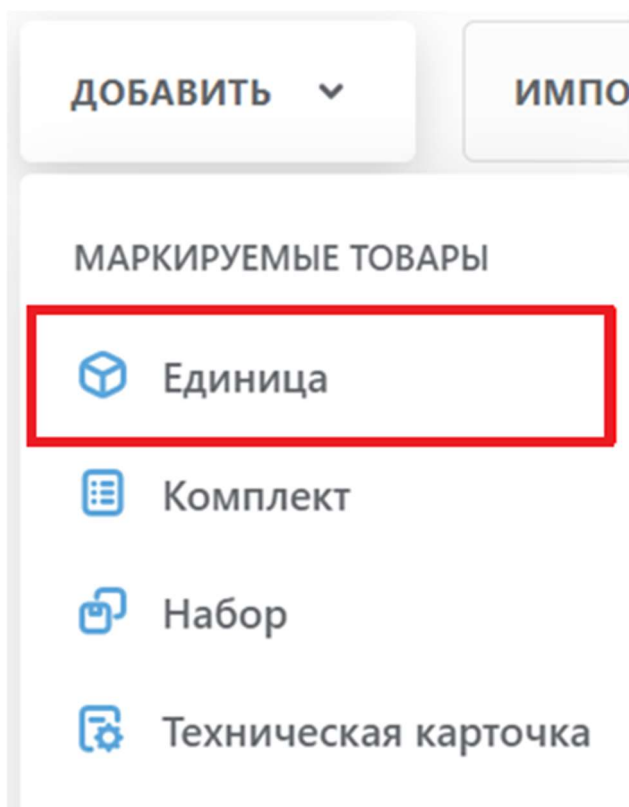 ДОБАВИТЬ ИМПО
МАРКИРУЕМЫЕ ТОВАРЫ
Единица
Комплект
Набор
Техническая карточка